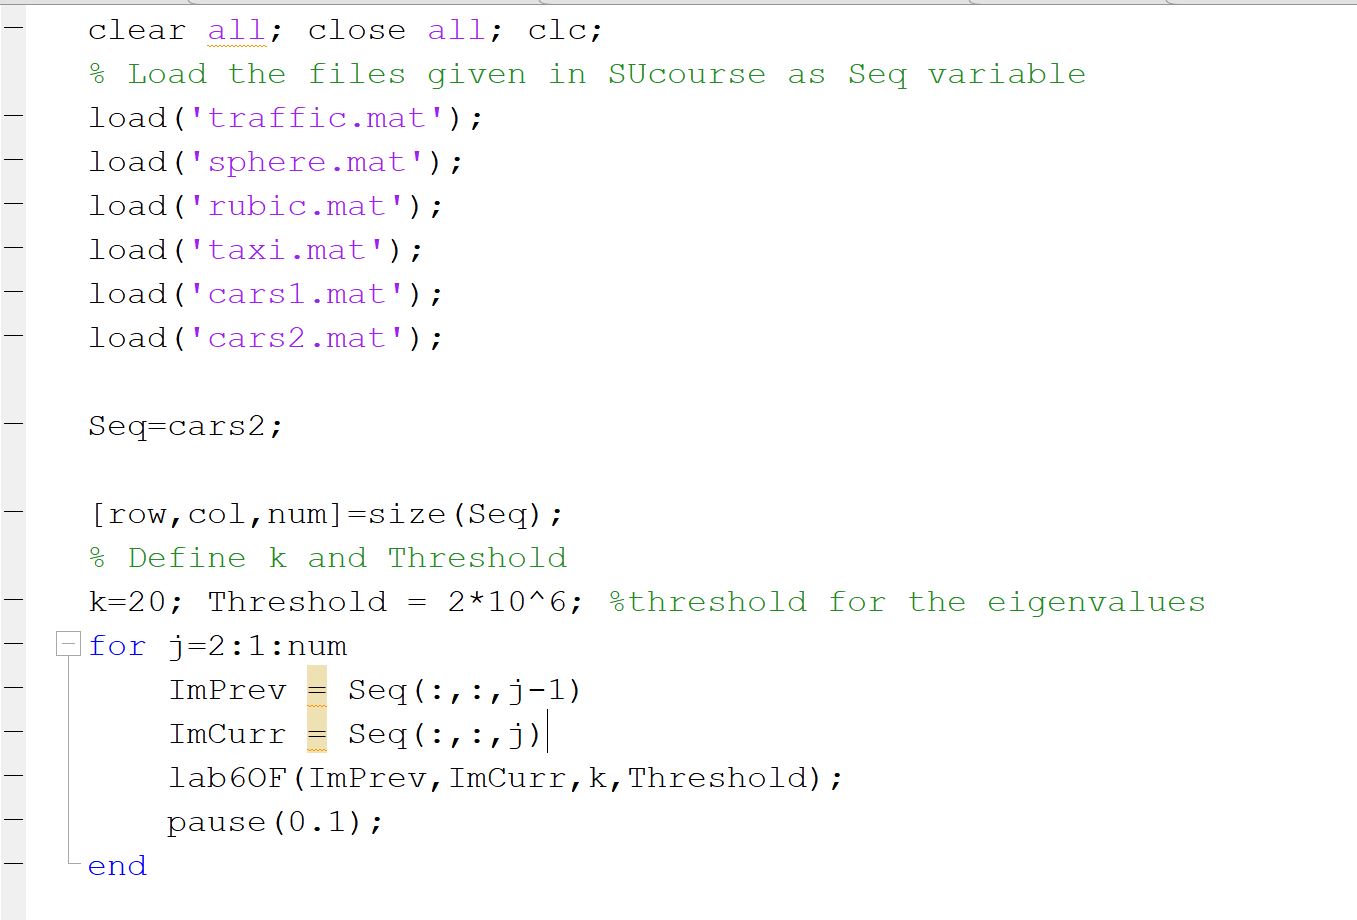 clear all; close all; clc;
% Load the files given in SUcourse as Seq variable
load('traffic.mat');
load('sphere.mat');
load('rubic.mat');
load('taxi.mat');
load('cars1.mat');
load('cars2.mat');
Seq=cars2;
[row,col,num]=size(Seq);
% Define k and Threshold
k=20; Threshold = 2*10^6; %threshold for the eigenvalues
for j=2:1:num
ImPrev = Seq(:,:,j-1)
ImCurr = Seq(:,:,j)
lab6OF(ImPrev,ImCurr,k,Threshold);
pause(0.1);
end